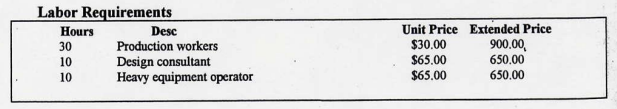 Labor Requirements
Hours Desc Unit Price Extended Price
30 Production workers $30.00 900.00
10 Design consultant $65.00 650.00
10 Heavy equipment operator $65.00 650.00